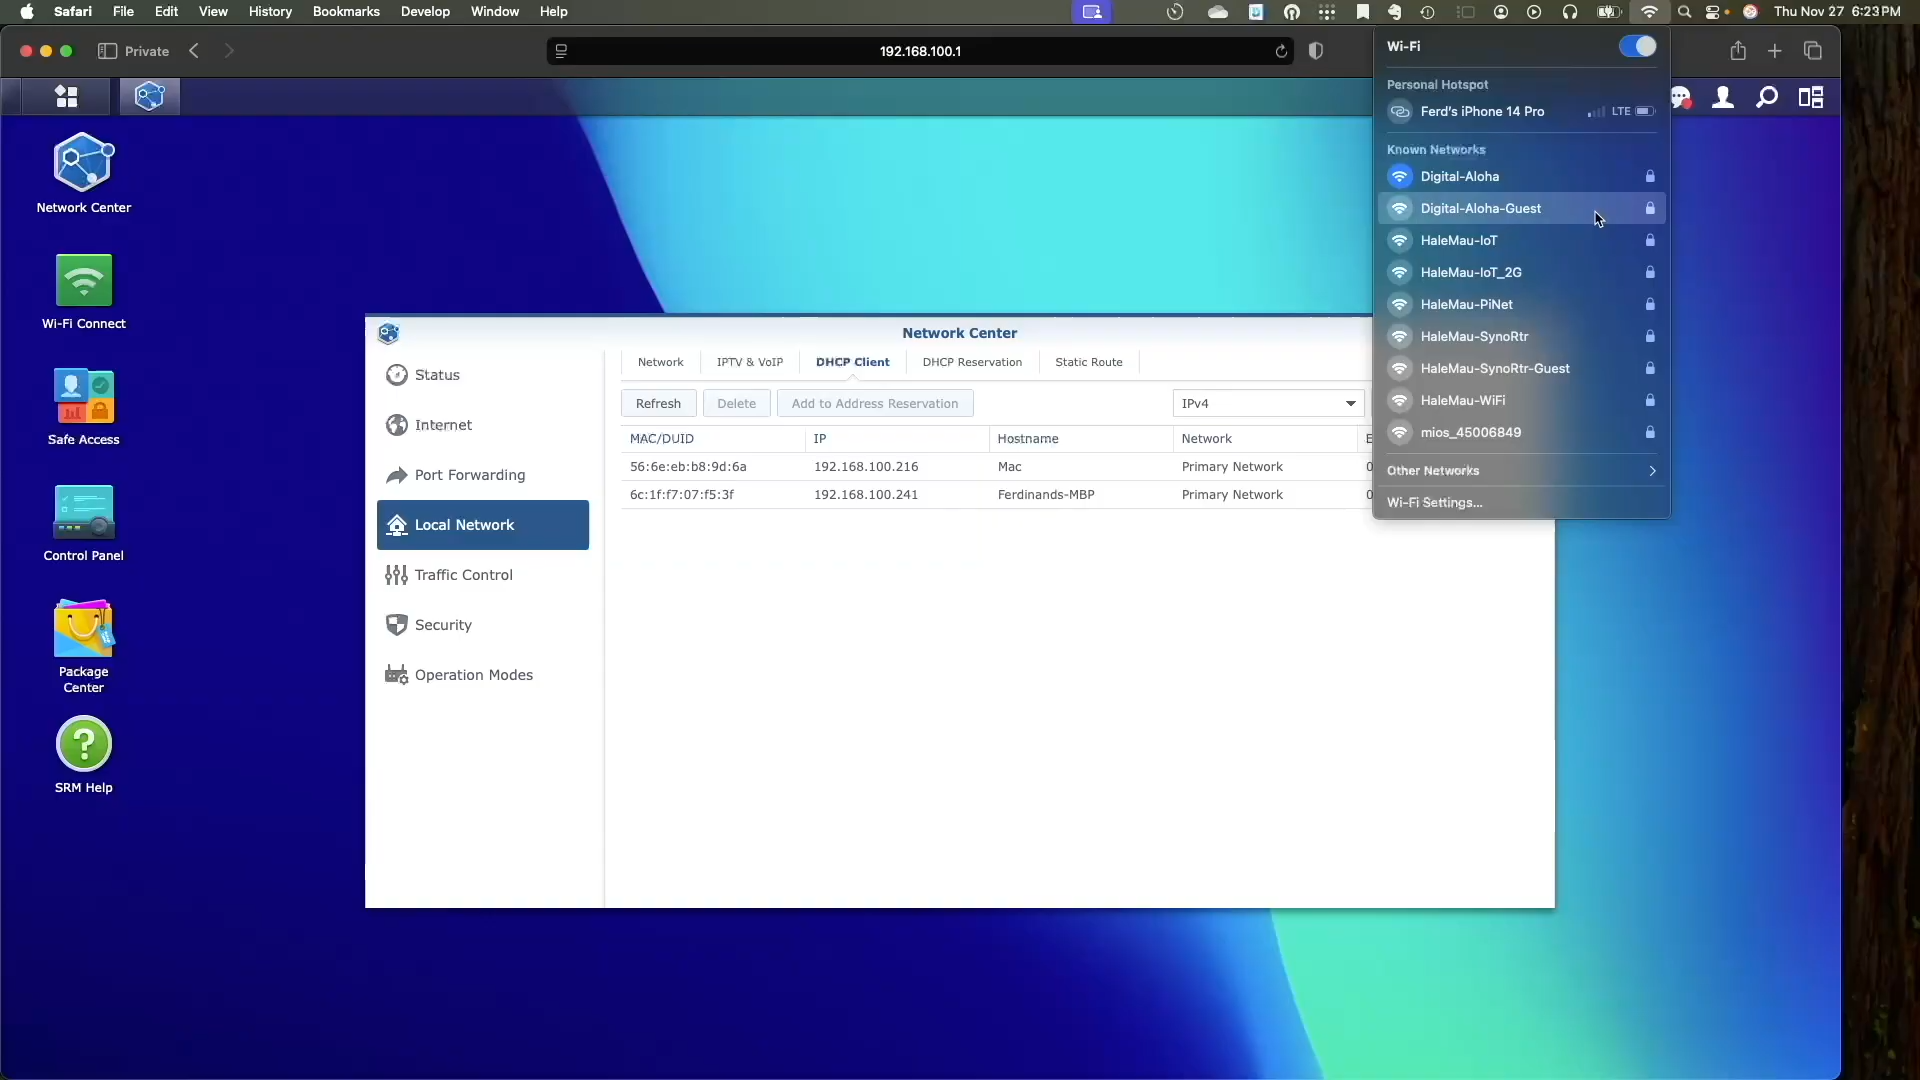 Safari File Edit View History Bookmarks Develop Window Help
Thu Nov 27 6:23 PM
Private
192.168.100.1
Wi-Fi
Personal Hotspot
Ferd's iPhone 14 Pro LTE
Known Networks
Digital-Aloha
Digital-Aloha-Guest
HaleMau-IoT
HaleMau-IoT_2G
HaleMau-PiNet
HaleMau-SynoRtr
HaleMau-SynoRtr-Guest
HaleMau-WiFi
mios_45006849
Other Networks
Wi-Fi Settings...
Network Center
Wi-Fi Connect
Safe Access
Control Panel
Package
Center
SRM Help
Network Center
Status
Internet
Port Forwarding
Local Network
Traffic Control
Security
Operation Modes
Network IPTV & VoIP DHCP Client DHCP Reservation Static Route
Refresh Delete Add to Address Reservation IPv4
MAC/DUID IP Hostname Network E
56:6e:eb:b8:9d:6a 192.168.100.216 Mac Primary Network 0
6c:1f:f7:07:f5:3f 192.168.100.241 Ferdinands-MBP Primary Network 0